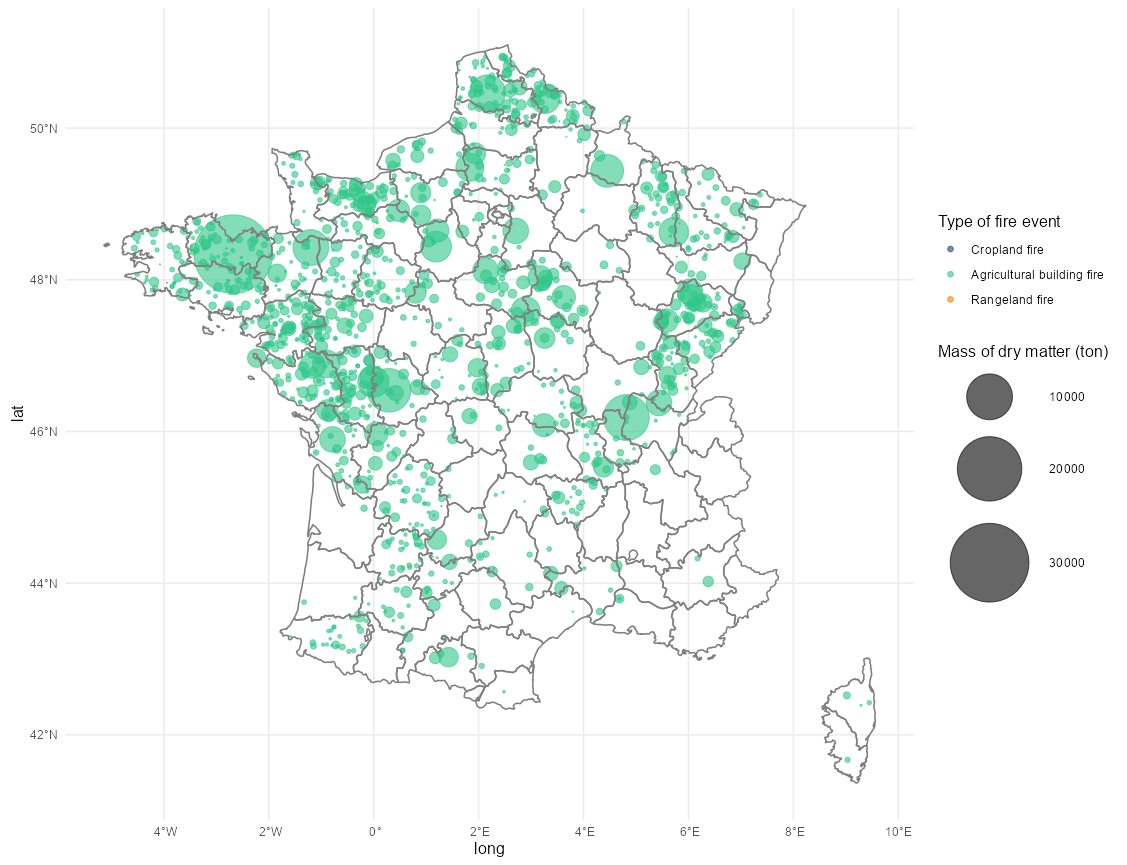 50°N
48°N
46°N
44°N
42°N
lat
4°W
2°W
0°
2°E
4°E
6°E
8°E
10°E
long
Type of fire event
Cropland fire
Agricultural building fire
Rangeland fire
Mass of dry matter (ton)
10000
20000
30000